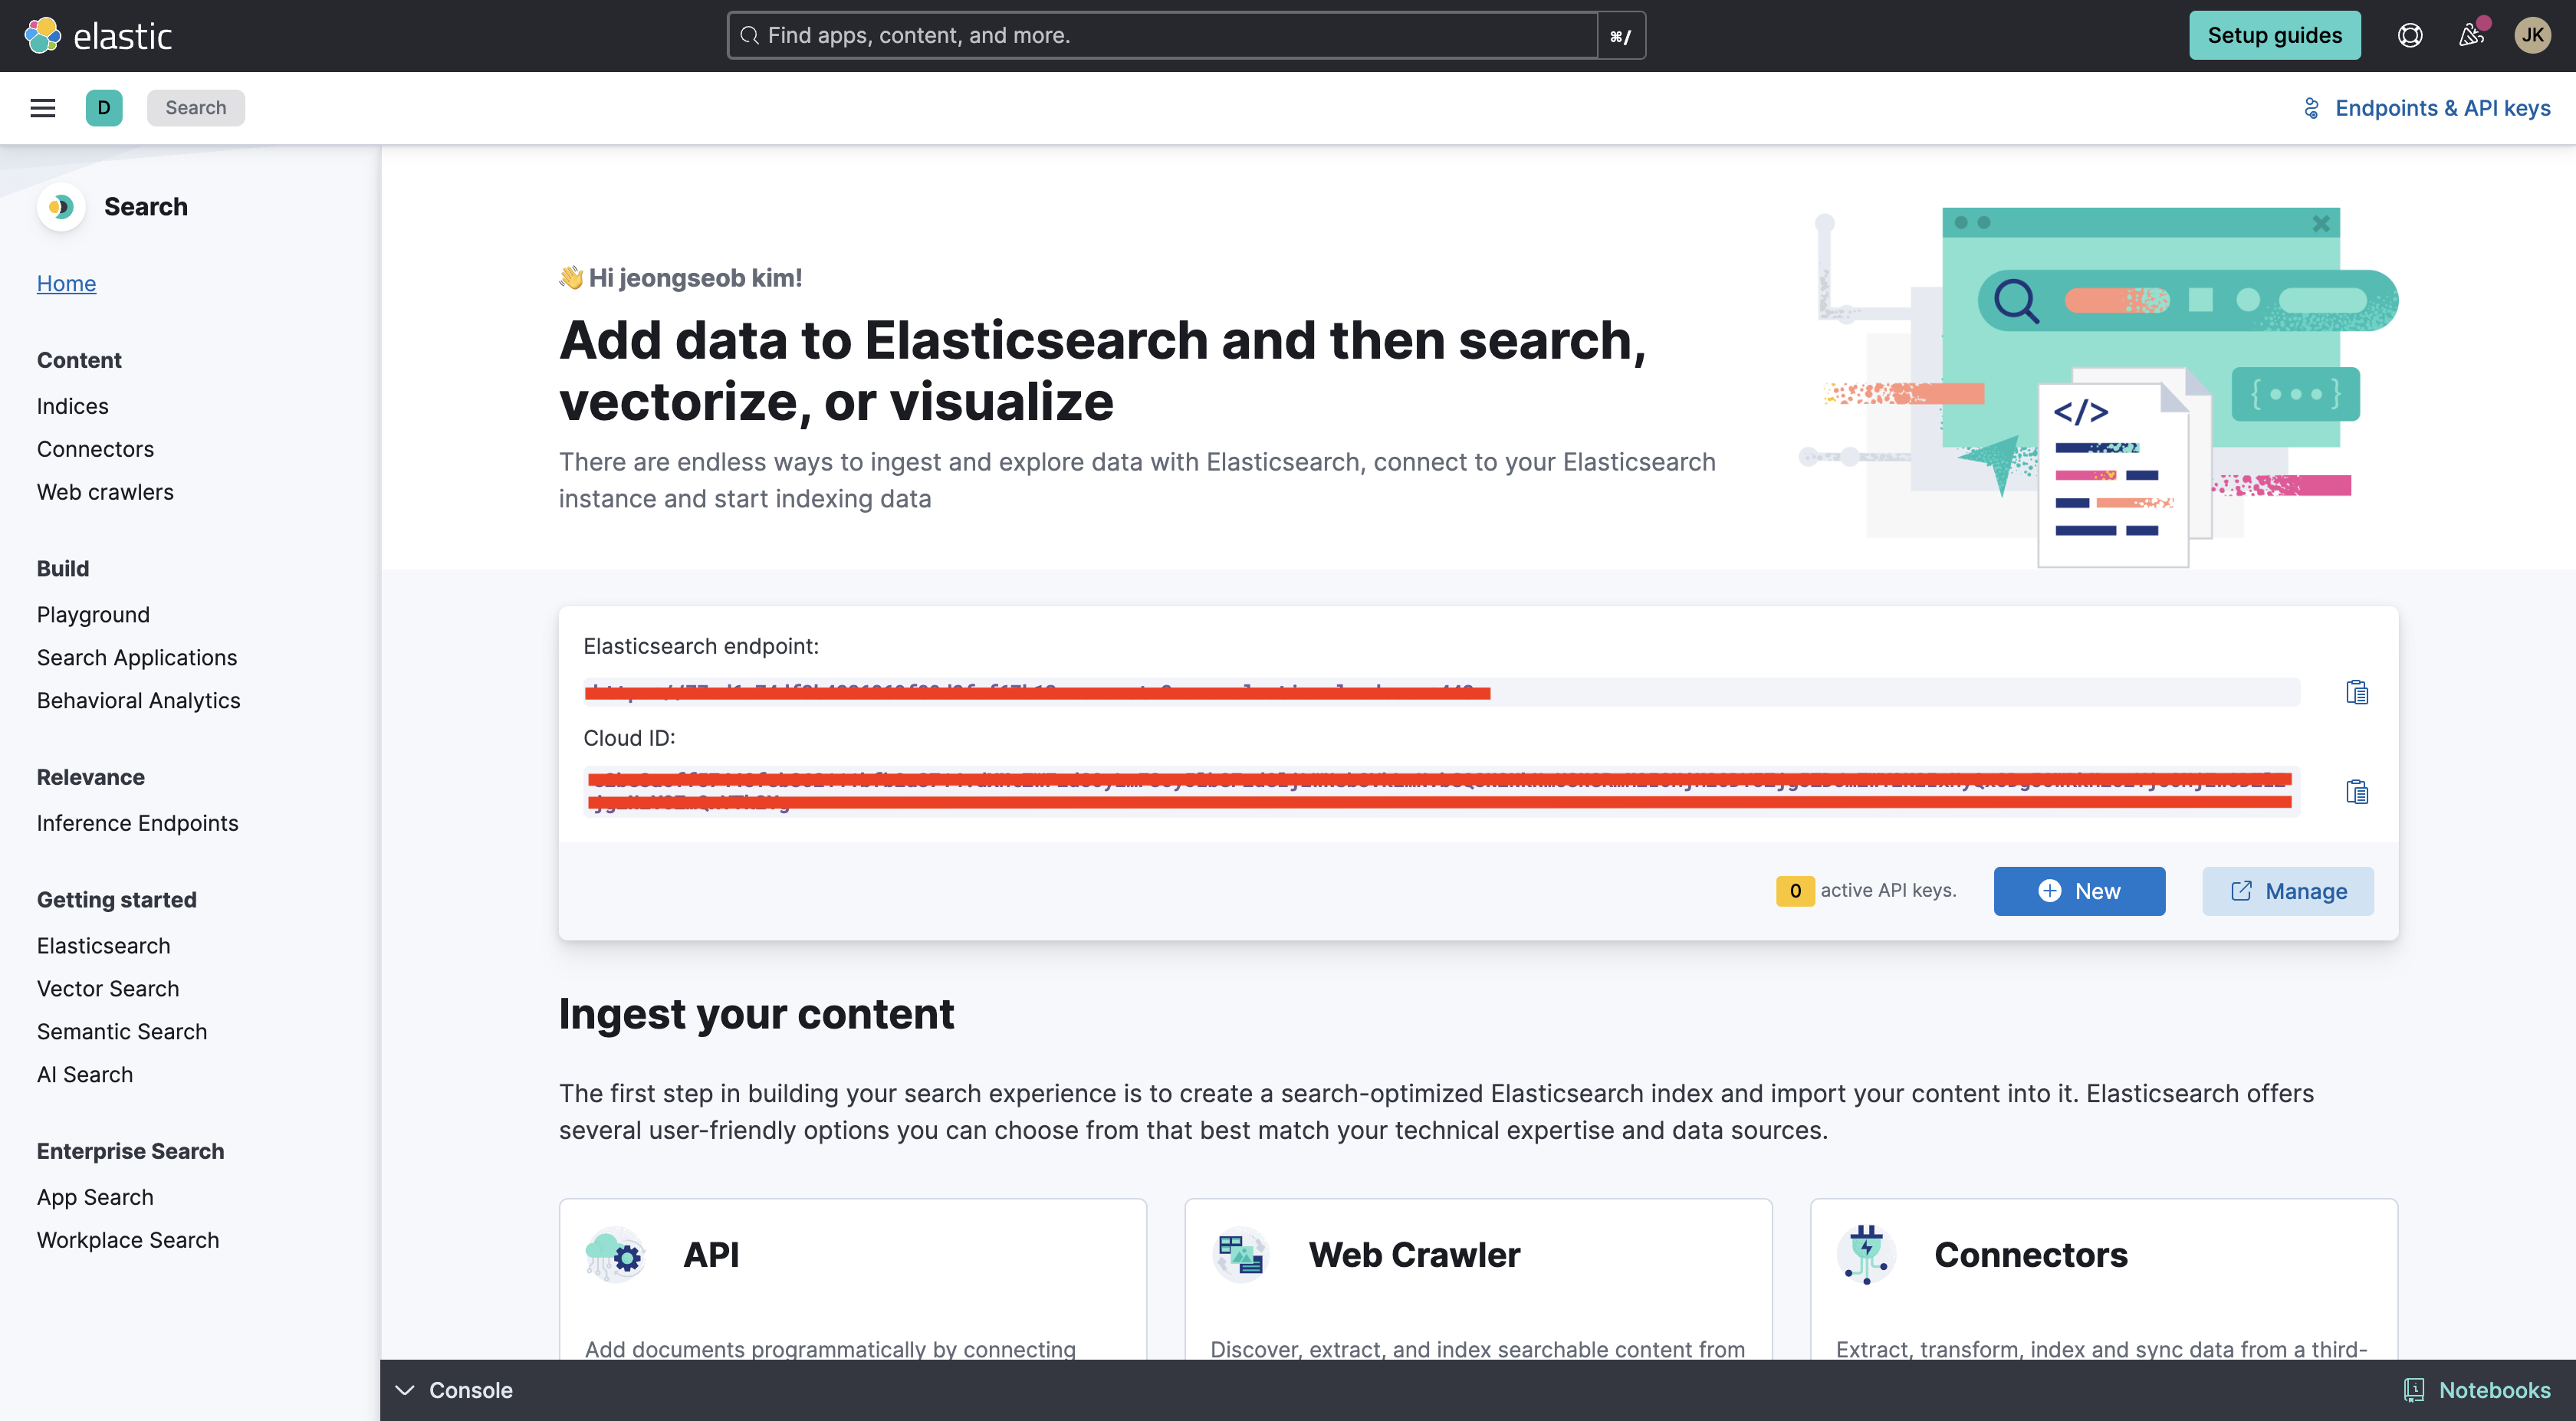 elastic
Find apps, content, and more.
⌘/
Setup guides
JK
D
Search
Endpoints & API keys
Search
Home
Content
Indices
Connectors
Web crawlers
Build
Playground
Search Applications
Behavioral Analytics
Relevance
Inference Endpoints
Getting started
Elasticsearch
Vector Search
Semantic Search
AI Search
Enterprise Search
App Search
Workplace Search
👋 Hi jeongseob kim!
Add data to Elasticsearch and then search,
vectorize, or visualize
There are endless ways to ingest and explore data with Elasticsearch, connect to your Elasticsearch
instance and start indexing data
</>
{•••}
Elasticsearch endpoint:
Cloud ID:
0 active API keys.
New
Manage
Ingest your content
The first step in building your search experience is to create a search-optimized Elasticsearch index and import your content into it. Elasticsearch offers
several user-friendly options you can choose from that best match your technical expertise and data sources.
API
Add documents programmatically by connecting
Web Crawler
Discover, extract, and index searchable content from
Connectors
Extract, transform, index and sync data from a third-
Console
Notebooks